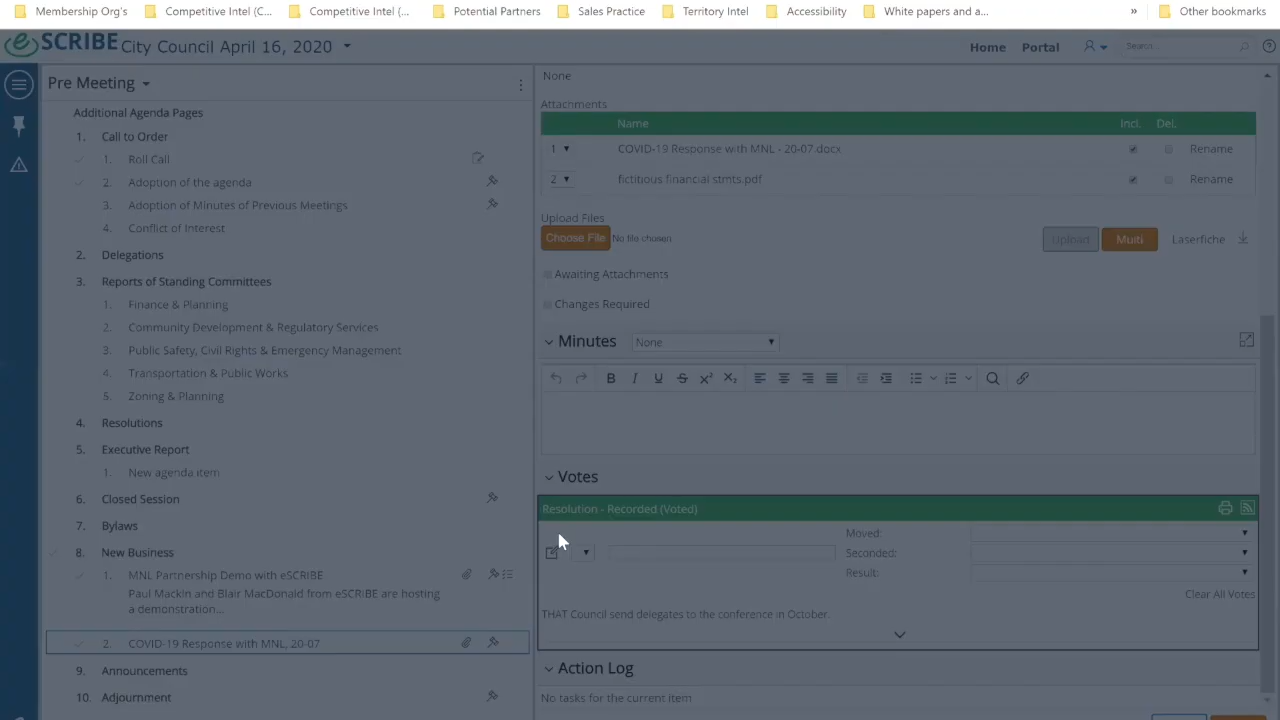 Membership Org's Competitive Intel (C... Competitive Intel (... Potential Partners Sales Practice Territory Intel Accessibility White papers and a... » Other bookmarks
eSCRIBE City Council April 16, 2020 Home Portal Search...
Pre Meeting
Additional Agenda Pages
1. Call to Order
1. Roll Call
2. Adoption of the agenda
3. Adoption of Minutes of Previous Meetings
4. Conflict of Interest
2. Delegations
3. Reports of Standing Committees
1. Finance & Planning
2. Community Development & Regulatory Services
3. Public Safety, Civil Rights & Emergency Management
4. Transportation & Public Works
5. Zoning & Planning
4. Resolutions
5. Executive Report
1. New agenda item
6. Closed Session
7. Bylaws
8. New Business
1. MNL Partnership Demo with eSCRIBE
Paul Mackin and Blair MacDonald from eSCRIBE are hosting
a demonstration...
2. COVID-19 Response with MNL, 20-07
9. Announcements
10. Adjournment
None
Attachments
Name Incl. Del.
1 COVID-19 Response with MNL - 20-07.docx Rename
2 fictitious financial stmts.pdf Rename
Upload Files
Choose File No file chosen Upload Multi Laserfiche
Awaiting Attachments
Changes Required
Minutes None
B I U S X² X₂
Votes
Resolution - Recorded (Voted)
Moved:
Seconded:
Result:
Clear All Votes
THAT Council send delegates to the conference in October.
Action Log
No tasks for the current item